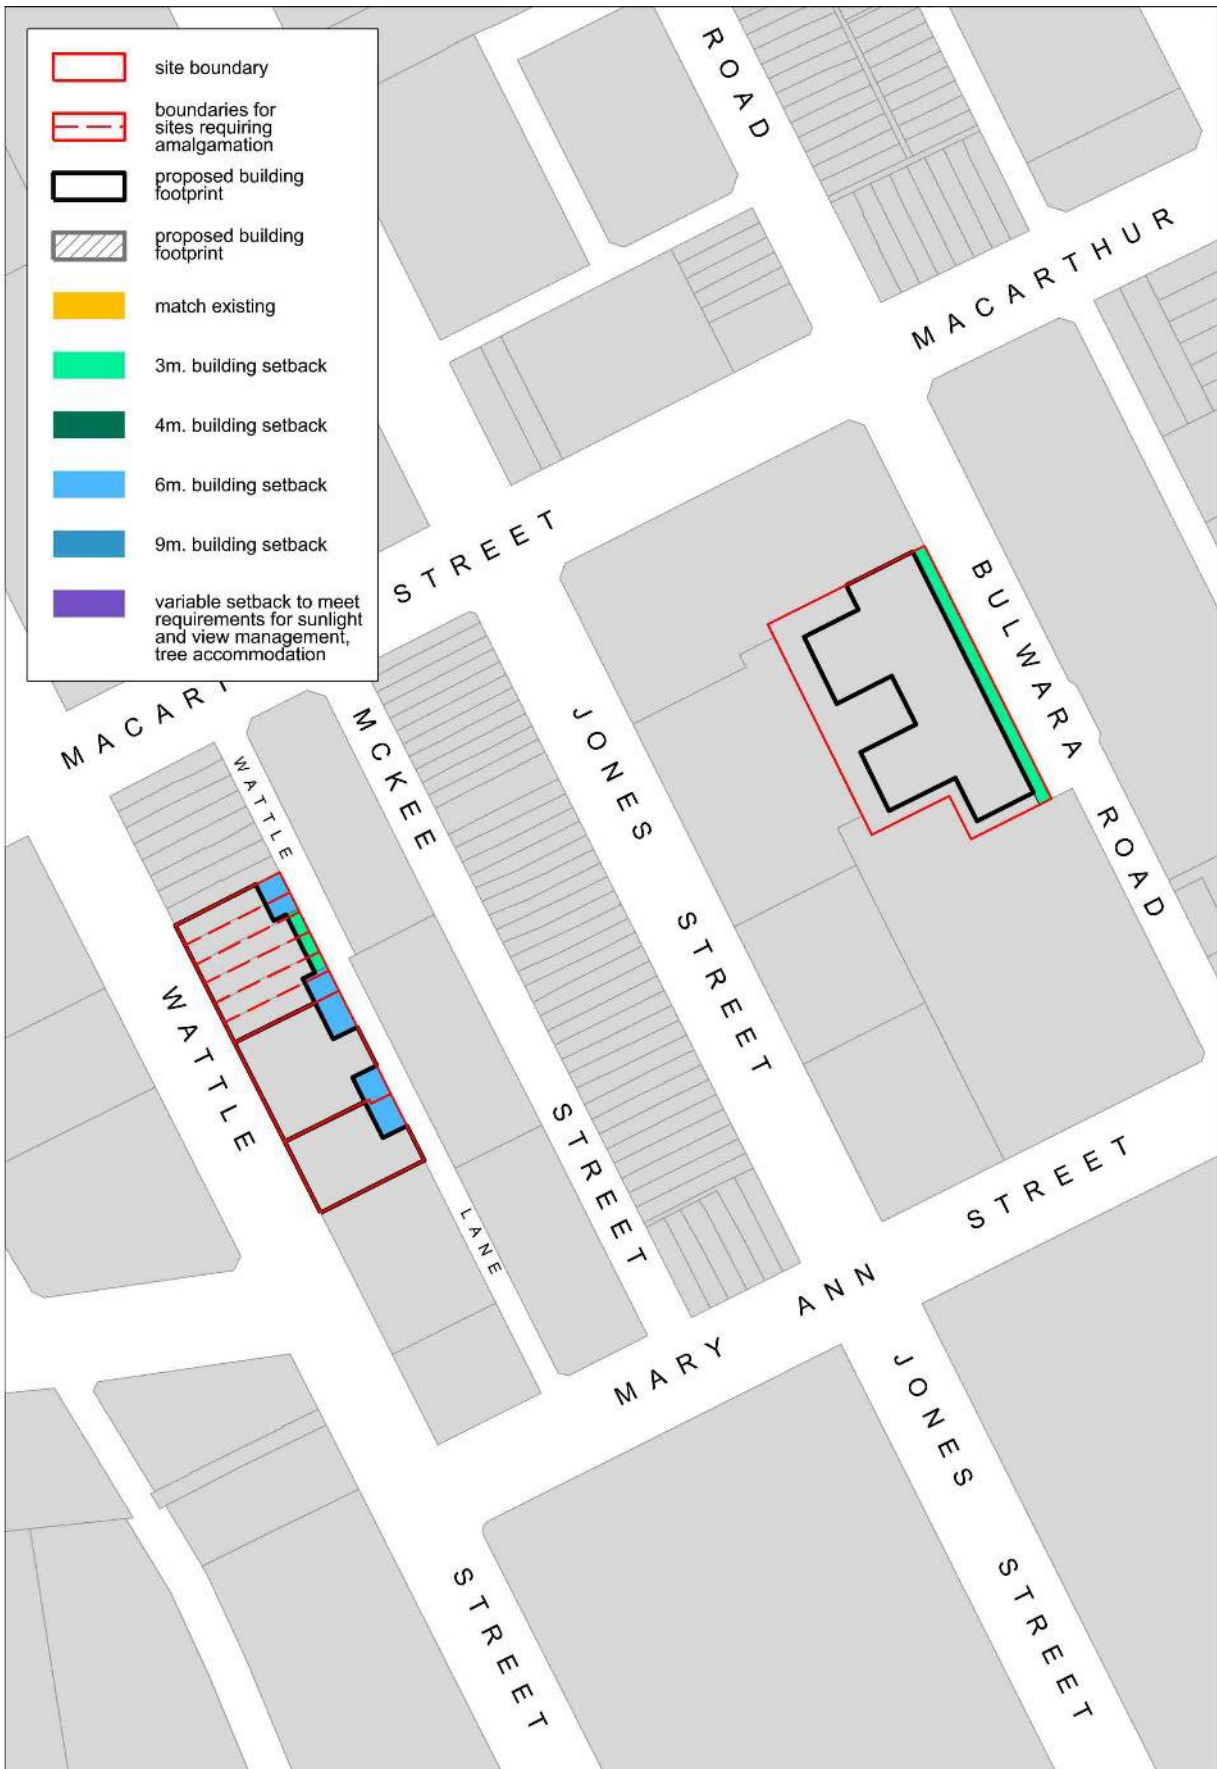 site boundary
boundaries for
sites requiring
amalgamation
proposed building
footprint
proposed building
footprint
match existing
3m. building setback
4m. building setback
6m. building setback
9m. building setback
variable setback to meet
requirements for sunlight
and view management,
tree accommodation
ROAD
MACARTHUR
STREET
MACART
BULWARA
ROAD
WATTLE
LANE
MCKEE
STREET
JONES
STREET
WATTLE
STREET
MARY ANN STREET
JONES
STREET